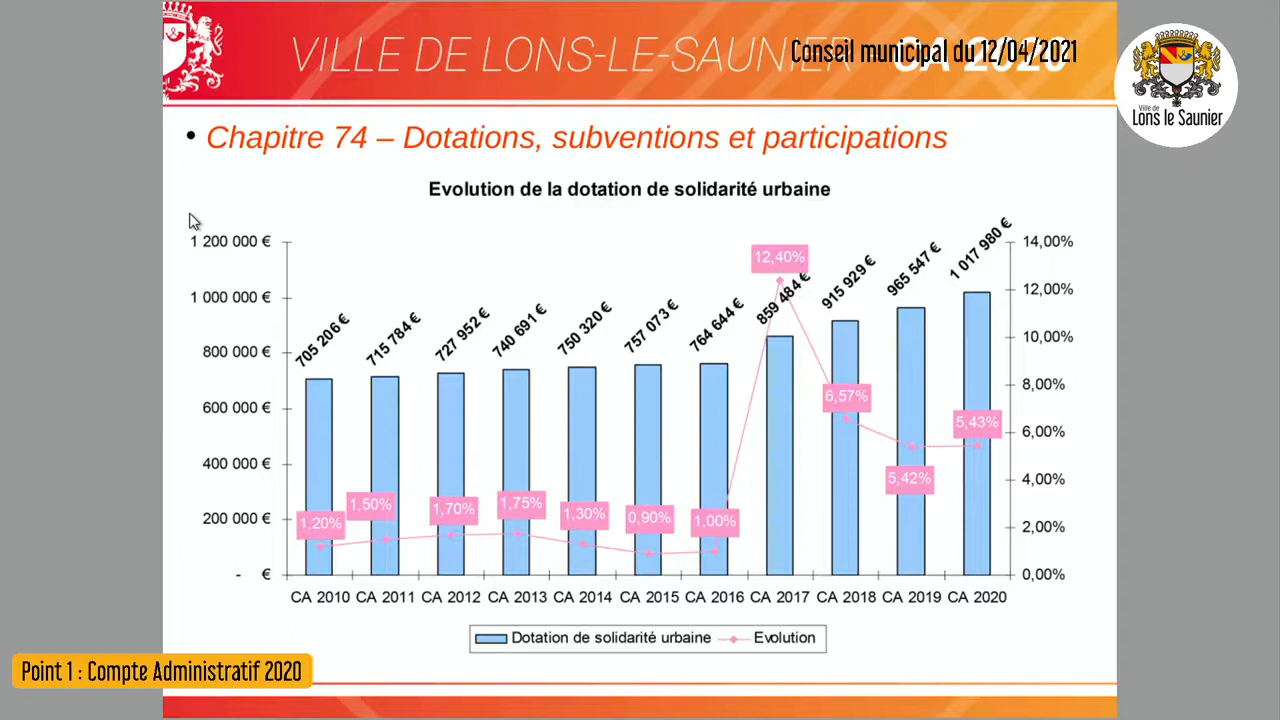 VILLE DE LONS-LE-SAUNIER CA 2020
Conseil municipal du 12/04/2021
Ville de
Lons le Saunier
• Chapitre 74 – Dotations, subventions et participations
Evolution de la dotation de solidarité urbaine
1 200 000 €
1 000 000 €
800 000 €
600 000 €
400 000 €
200 000 €
- €
705 206 €
715 784 €
727 952 €
740 691 €
750 320 €
757 073 €
764 644 €
859 484 €
915 929 €
965 547 €
1 017 980 €
1,20%
1,50%
1,70%
1,75%
1,30%
0,90%
1,00%
12,40%
6,57%
5,42%
5,43%
14,00%
12,00%
10,00%
8,00%
6,00%
4,00%
2,00%
0,00%
CA 2010 CA 2011 CA 2012 CA 2013 CA 2014 CA 2015 CA 2016 CA 2017 CA 2018 CA 2019 CA 2020
Dotation de solidarité urbaine Evolution
Point 1 : Compte Administratif 2020